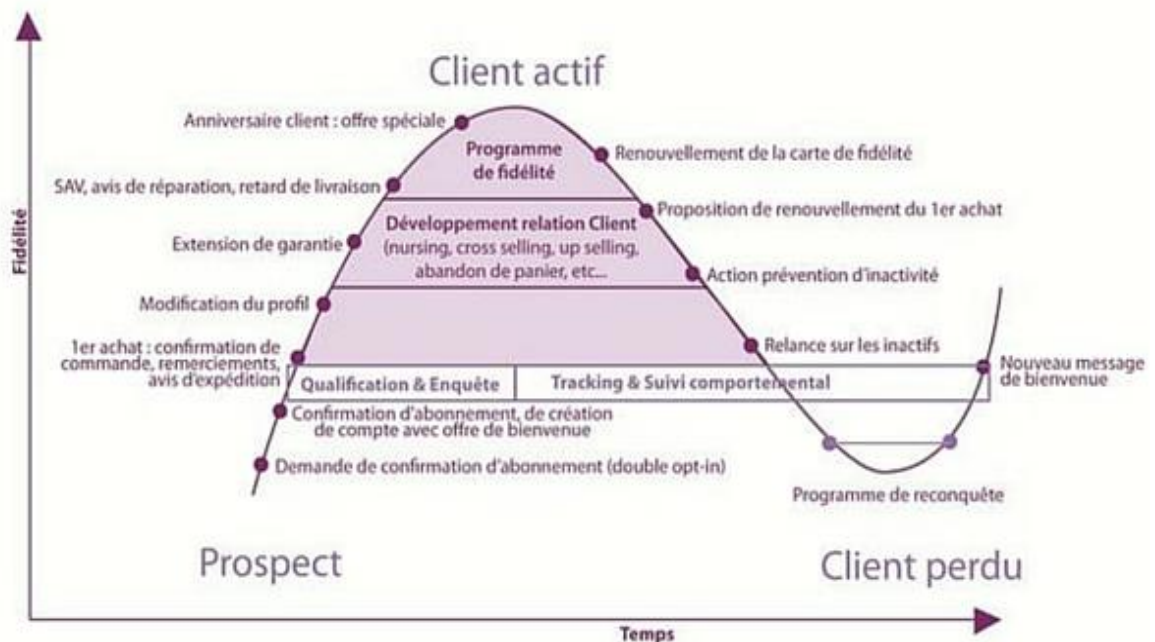 Client actif
Anniversaire client : offre spéciale
Programme
de fidélité
Renouvellement de la carte de fidélité
SAV, avis de réparation, retard de livraison
Proposition de renouvellement du 1er achat
Développement relation Client
(nursing, cross selling, up selling,
abandon de panier, etc...
Extension de garantie
Action prévention d'inactivité
Modification du profil
1er achat : confirmation de
commande, remerciements,
avis d'expédition
Relance sur les inactifs
Nouveau message
de bienvenue
Qualification & Enquête
Tracking & Suivi comportemental
Confirmation d'abonnement, de création
de compte avec offre de bienvenue
Demande de confirmation d'abonnement (double opt-in)
Programme de reconquête
Prospect
Client perdu
Fidélité
Temps